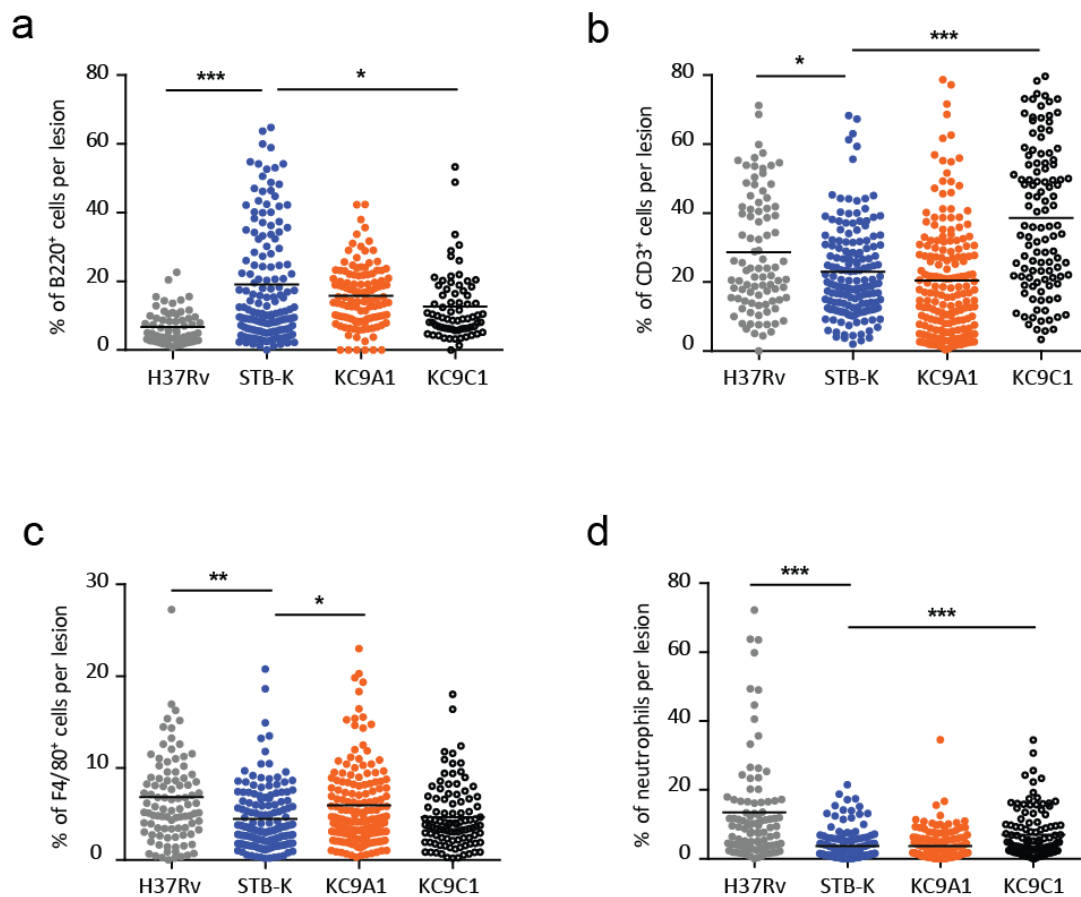 a
80
60
40
20
0
% of B220+ cells per lesion
***
*
H37Rv STB-K KC9A1 KC9C1
b
80
60
40
20
0
% of CD3+ cells per lesion
*
***
H37Rv STB-K KC9A1 KC9C1
c
30
20
10
0
% of F4/80+ cells per lesion
**
*
H37Rv STB-K KC9A1 KC9C1
d
80
60
40
20
0
% of neutrophils per lesion
***
***
H37Rv STB-K KC9A1 KC9C1